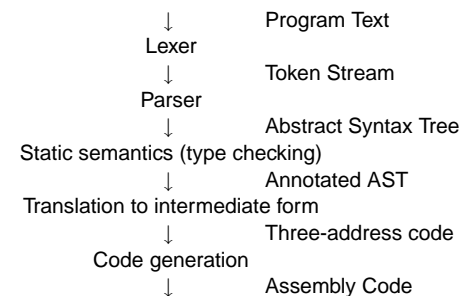 ↓ Program Text
Lexer
↓ Token Stream
Parser
↓ Abstract Syntax Tree
Static semantics (type checking)
↓ Annotated AST
Translation to intermediate form
↓ Three-address code
Code generation
↓ Assembly Code